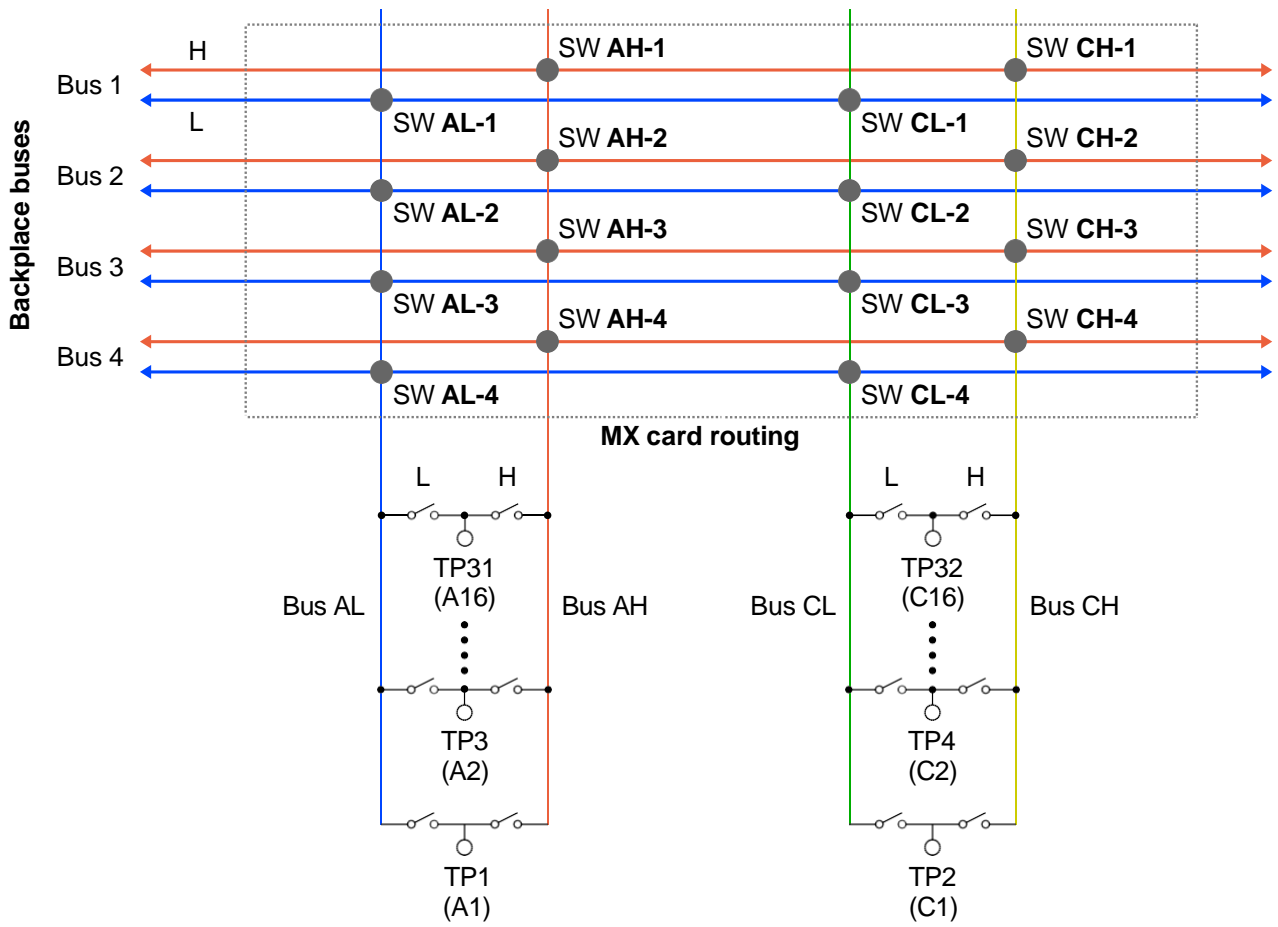 H
SW AH-1
SW CH-1
Bus 1
L
SW AL-1
SW CL-1
SW AH-2
SW CH-2
Bus 2
SW AL-2
SW CL-2
Backplace buses
SW AH-3
SW CH-3
Bus 3
SW AL-3
SW CL-3
SW AH-4
SW CH-4
Bus 4
SW AL-4
SW CL-4
MX card routing
L H
L H
TP31
(A16)
TP32
(C16)
Bus AL
Bus AH
Bus CL
Bus CH
TP3
(A2)
TP4
(C2)
TP1
(A1)
TP2
(C1)